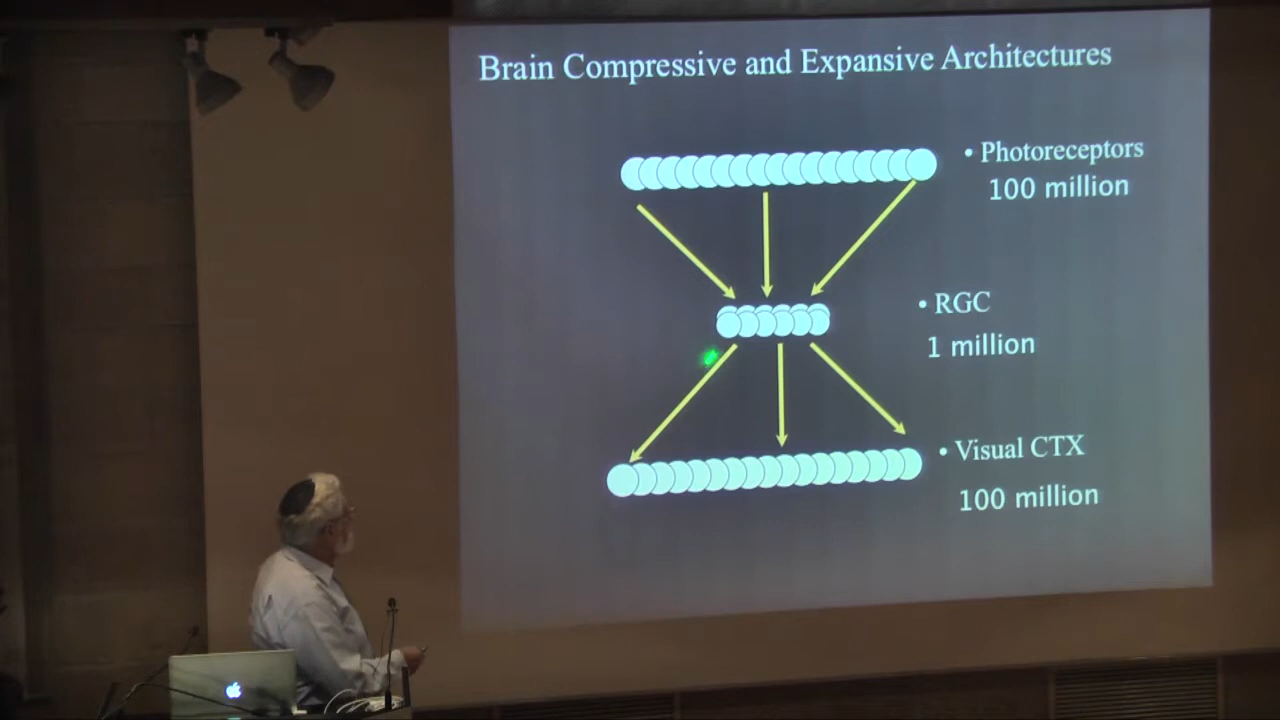 Brain Compressive and Expansive Architectures
• Photoreceptors
100 million
• RGC
1 million
• Visual CTX
100 million